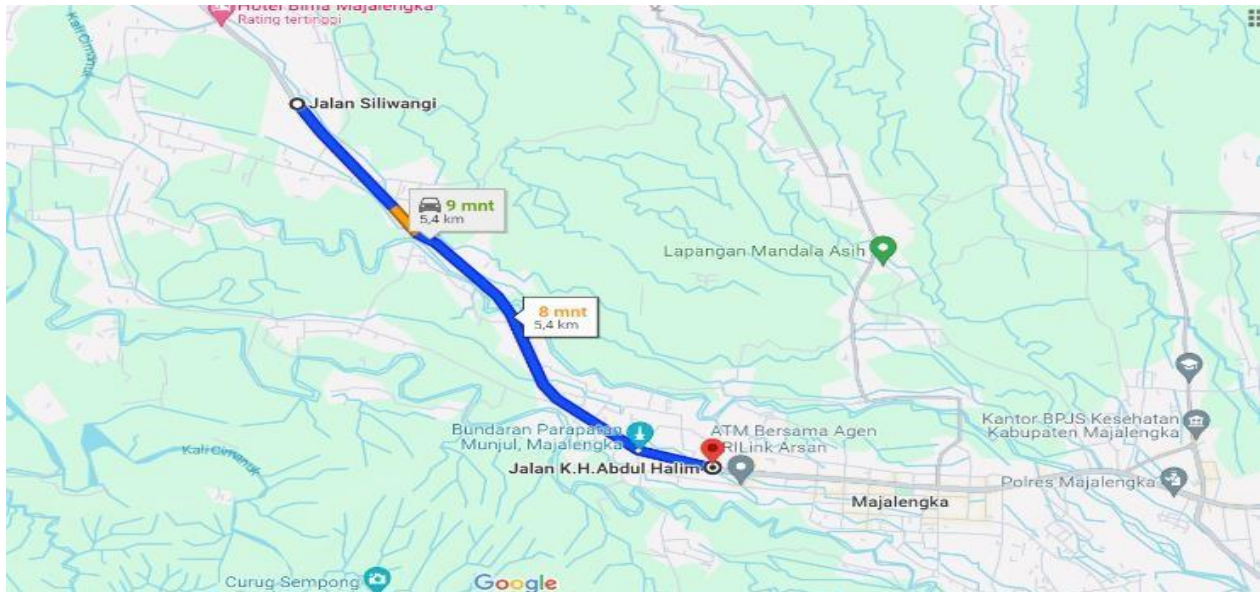 Hotel Bima Majalengka
Rating tertinggi
Kali Cimanuk
Jalan Siliwangi
9 mnt
5,4 km
Lapangan Mandala Asih
8 mnt
5,4 km
Bundaran Parapatan
Munjul, Majalengka
ATM Bersama Agen
RILink Arsan
Kantor BPJS Kesehatan
Kabupaten Majalengka
Kali Cimanuk
Jalan K.H.Abdul Halim
Polres Majalengka
Majalengka
Curug Sempong
Google